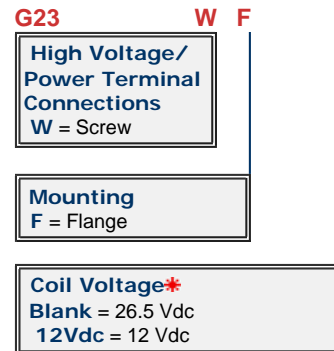 G23 W F
High Voltage/
Power Terminal
Connections
W = Screw
Mounting
F = Flange
Coil Voltage✷
Blank = 26.5 Vdc
12Vdc = 12 Vdc